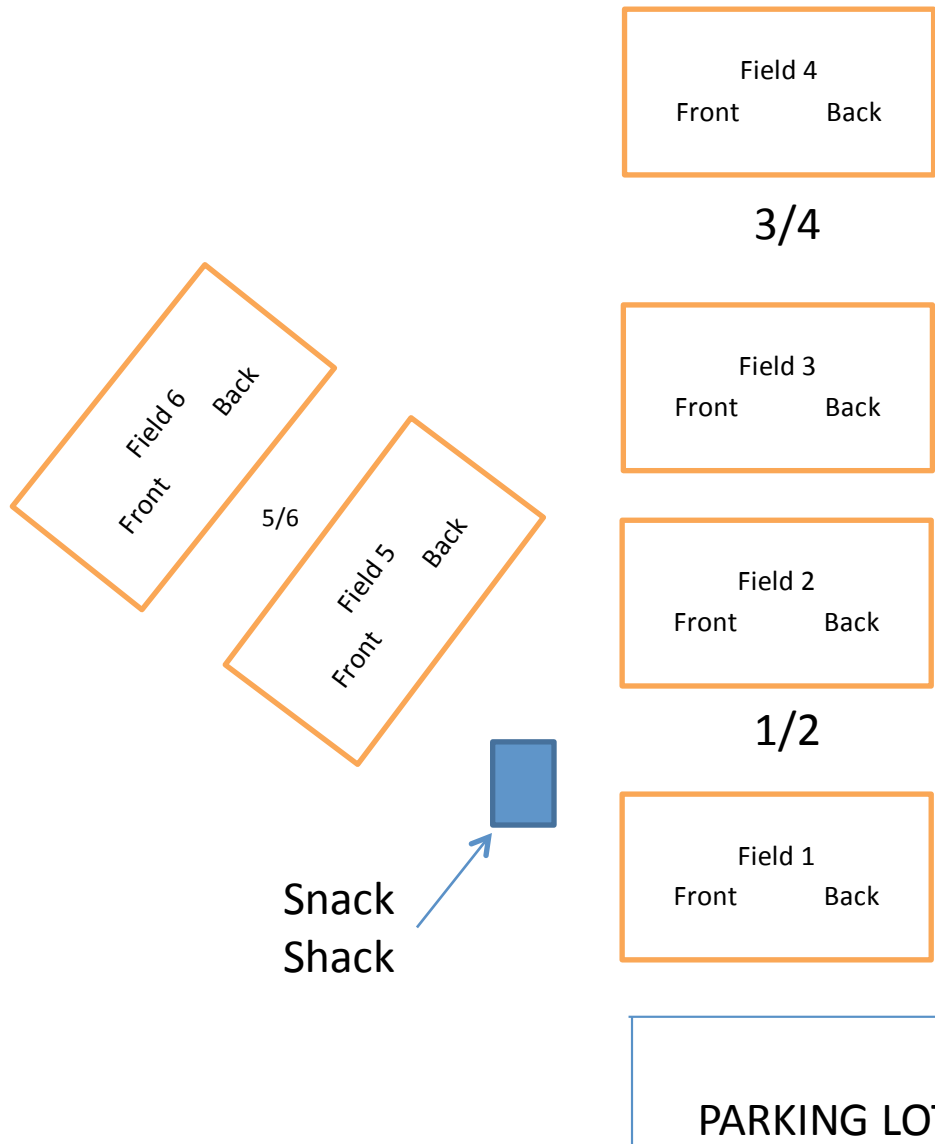 Field 4
Front Back
3/4
Field 3
Front Back
Field 6
Front Back
5/6
Field 5
Front Back
Field 2
Front Back
1/2
Field 1
Front Back
Snack
Shack
PARKING LOT